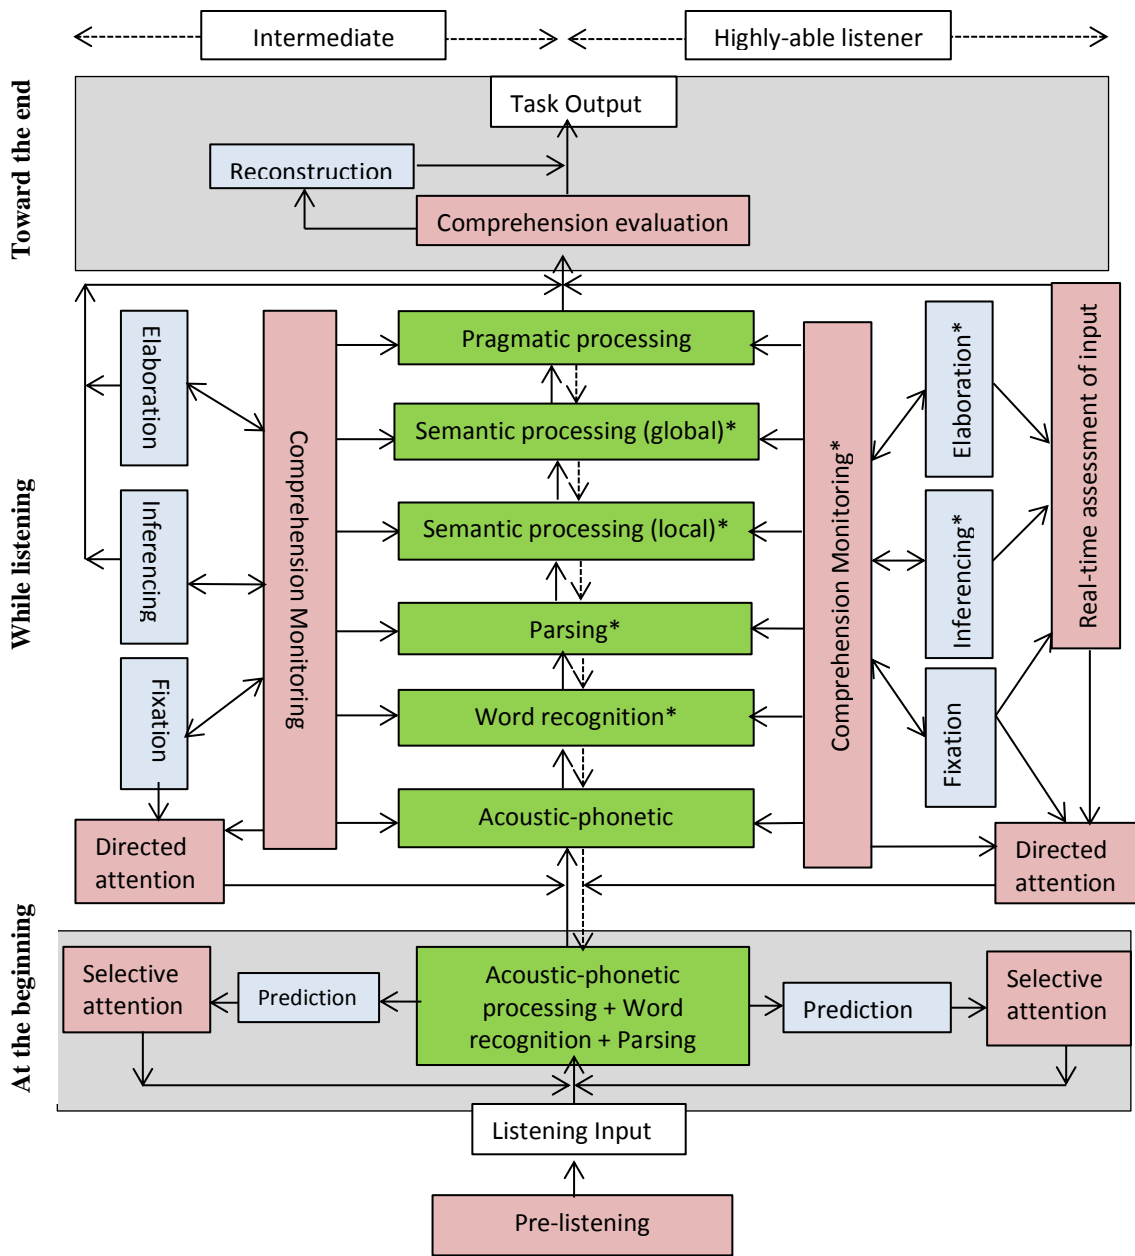 Intermediate
Highly-able listener
Toward the end
Task Output
Reconstruction
Comprehension evaluation
While listening
Elaboration
Inferencing
Fixation
Comprehension Monitoring
Pragmatic processing
Semantic processing (global)*
Semantic processing (local)*
Parsing*
Word recognition*
Acoustic-phonetic
Comprehension Monitoring*
Elaboration*
Inferencing*
Fixation
Real-time assessment of input
Directed
attention
Directed
attention
At the beginning
Selective
attention
Prediction
Acoustic-phonetic
processing + Word
recognition + Parsing
Prediction
Selective
attention
Listening Input
Pre-listening